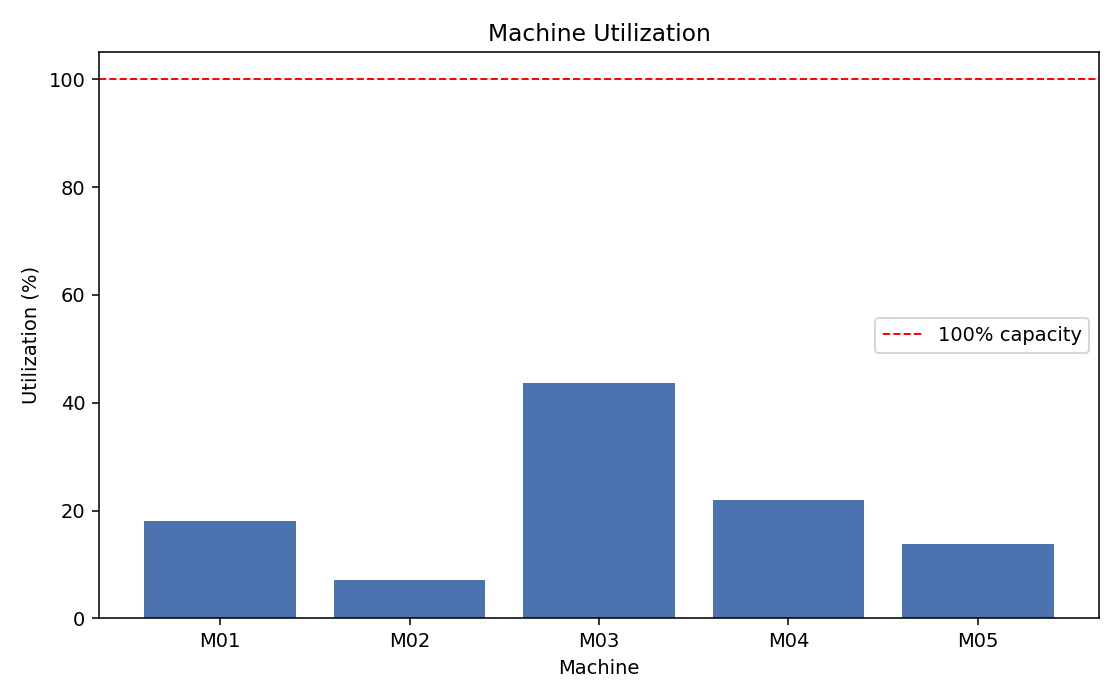 Machine Utilization
100
80
60
40
20
0
Utilization (%)
100% capacity
M01 M02 M03 M04 M05
Machine